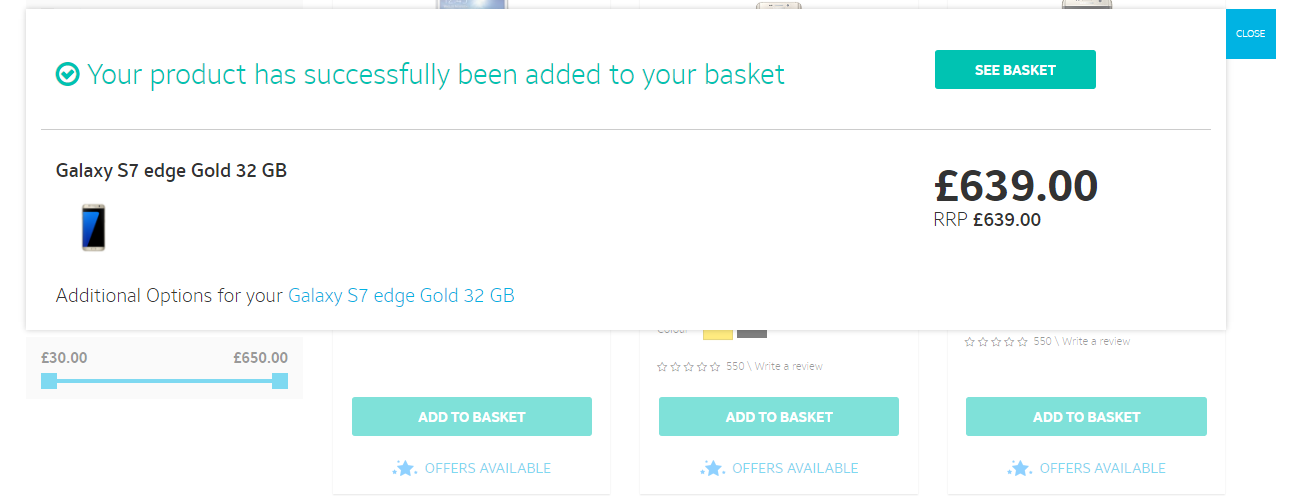 CLOSE
Your product has successfully been added to your basket
SEE BASKET
Galaxy S7 edge Gold 32 GB
£639.00
RRP £639.00
Additional Options for your Galaxy S7 edge Gold 32 GB
Colour
550 \ Write a review
£30.00 £650.00
550 \ Write a review
ADD TO BASKET ADD TO BASKET ADD TO BASKET
OFFERS AVAILABLE OFFERS AVAILABLE OFFERS AVAILABLE